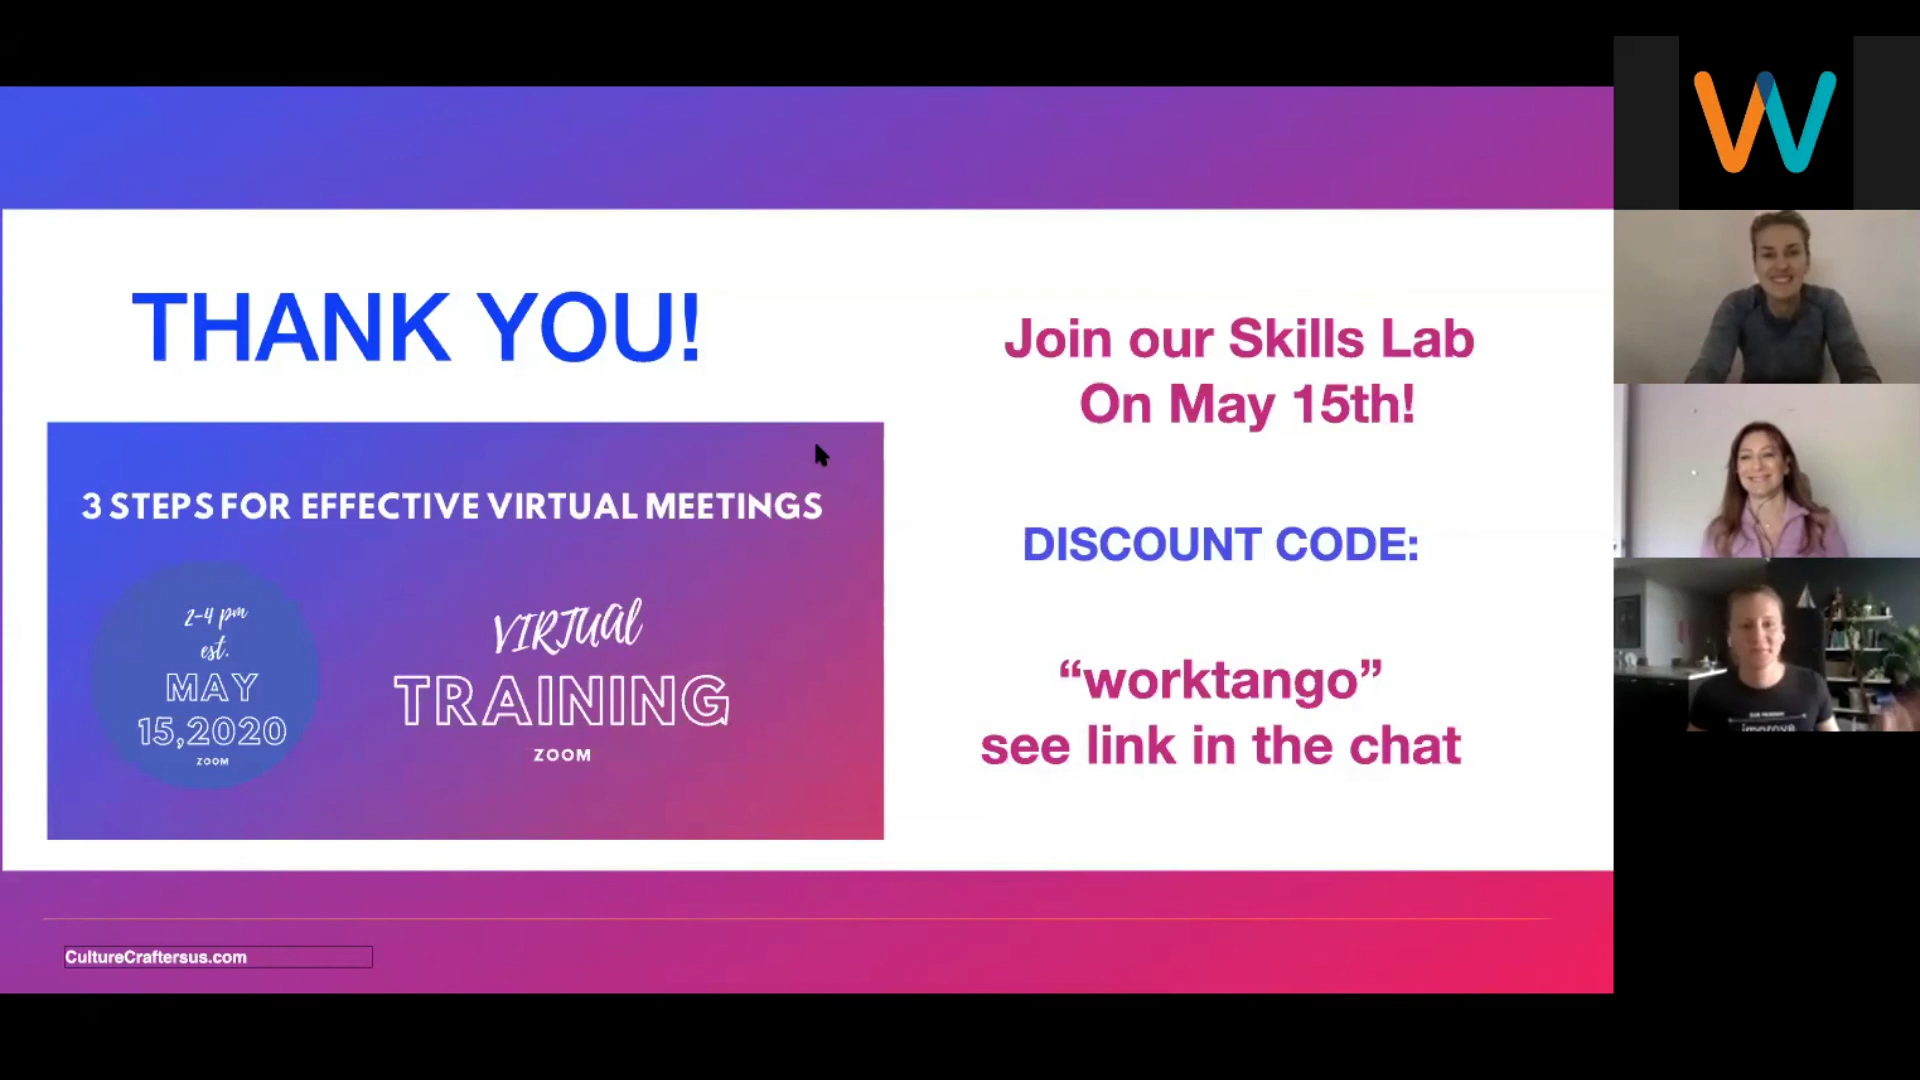 THANK YOU!
3 STEPS FOR EFFECTIVE VIRTUAL MEETINGS
2-4 pm
est.
MAY
15,2020
ZOOM
VIRTUAL
TRAINING
ZOOM
Join our Skills Lab
On May 15th!
DISCOUNT CODE:
“worktango”
see link in the chat
CultureCraftersus.com
W
improve